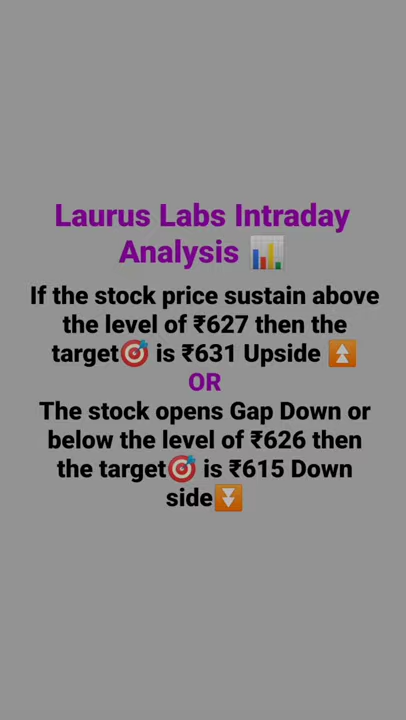 Laurus Labs Intraday
Analysis 📊
If the stock price sustain above
the level of ₹627 then the
target🎯 is ₹631 Upside ⏫
OR
The stock opens Gap Down or
below the level of ₹626 then
the target🎯 is ₹615 Down
side⏬